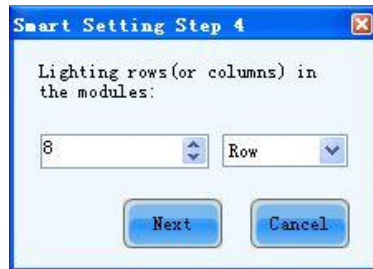 Smart Setting Step 4
Lighting rows(or columns) in
the modules:
8 Row
Next Cancel